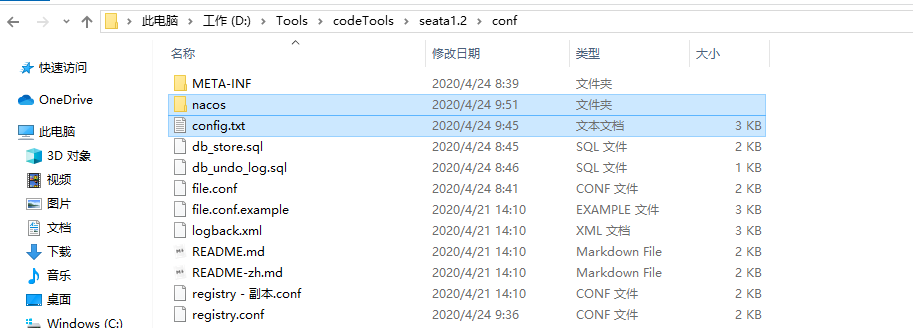 此电脑 > 工作 (D:) > Tools > codeTools > seata1.2 > conf
快速访问
OneDrive
此电脑
3D 对象
视频
图片
文档
下载
音乐
桌面
Windows (C:)
名称 修改日期 类型 大小
META-INF 2020/4/24 8:39 文件夹
nacos 2020/4/24 9:51 文件夹
config.txt 2020/4/24 9:45 文本文档 3 KB
db_store.sql 2020/4/24 8:45 SQL 文件 2 KB
db_undo_log.sql 2020/4/24 8:46 SQL 文件 1 KB
file.conf 2020/4/24 8:41 CONF 文件 2 KB
file.conf.example 2020/4/21 14:10 EXAMPLE 文件 3 KB
logback.xml 2020/4/21 14:10 XML 文档 3 KB
README.md 2020/4/21 14:10 Markdown File 2 KB
README-zh.md 2020/4/21 14:10 Markdown File 2 KB
registry - 副本.conf 2020/4/21 14:10 CONF 文件 2 KB
registry.conf 2020/4/24 9:36 CONF 文件 2 KB